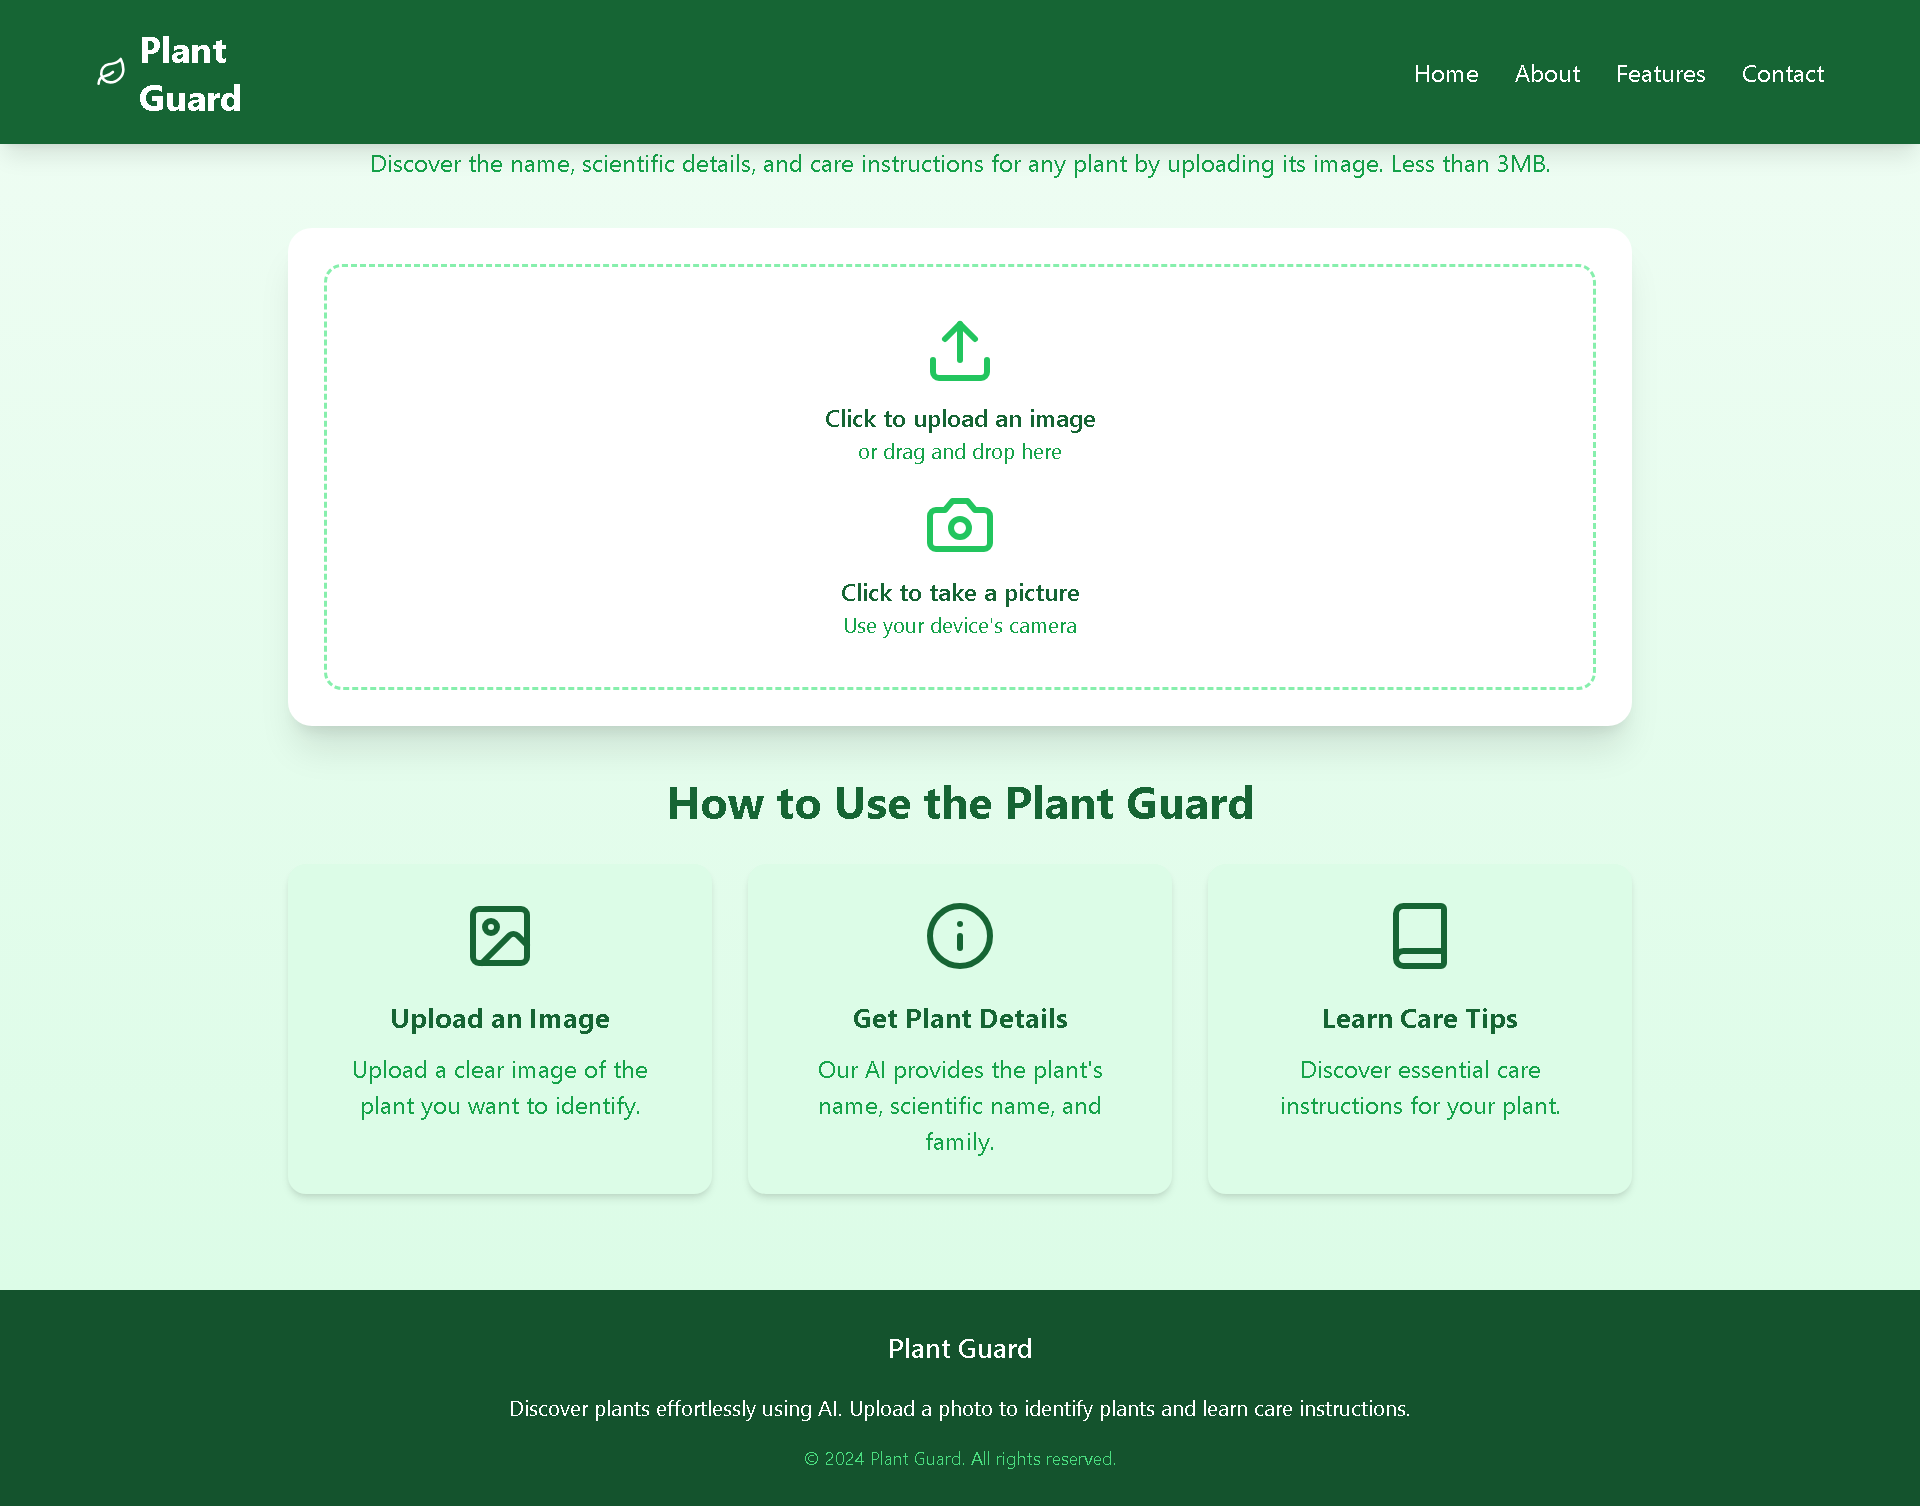 Plant
Guard
Home
About
Features
Contact
Discover the name, scientific details, and care instructions for any plant by uploading its image. Less than 3MB.
Click to upload an image
or drag and drop here
Click to take a picture
Use your device's camera
How to Use the Plant Guard
Upload an Image
Upload a clear image of the
plant you want to identify.
Get Plant Details
Our AI provides the plant's
name, scientific name, and
family.
Learn Care Tips
Discover essential care
instructions for your plant.
Plant Guard
Discover plants effortlessly using AI. Upload a photo to identify plants and learn care instructions.
© 2024 Plant Guard. All rights reserved.